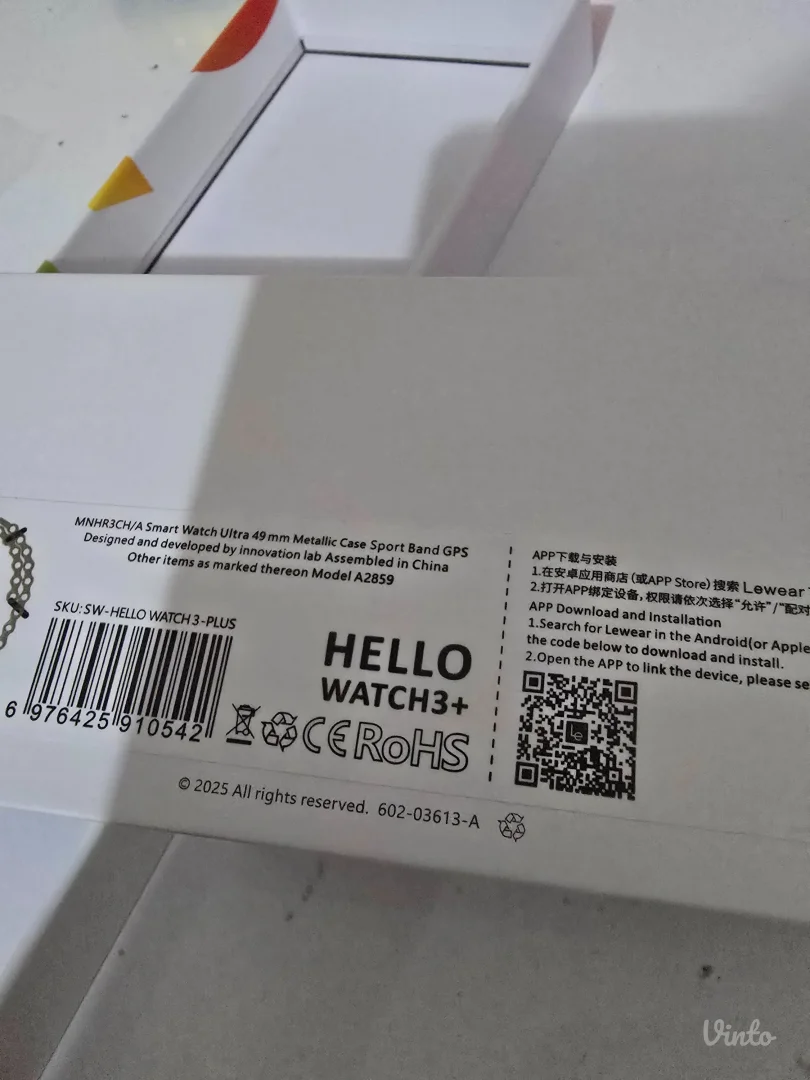 MNHR3CH/A Smart Watch Ultra 49 mm Metallic Case Sport Band GPS
Designed and developed by innovation lab Assembled in China
Other items as marked thereon Model A2859
SKU: SW-HELLO WATCH 3-PLUS
6 976425 910542
HELLO
WATCH3+
CE RoHS
© 2025 All rights reserved. 602-03613-A
APP下载与安装
1.在安卓应用商店(或APP Store)搜索 Lewear
2.打开APP绑定设备,权限请依次选择“允许”/“配对
APP Download and Installation
1.Search for Lewear in the Android(or Apple
the code below to download and install.
2.Open the APP to link the device, please se
Le
Vinto